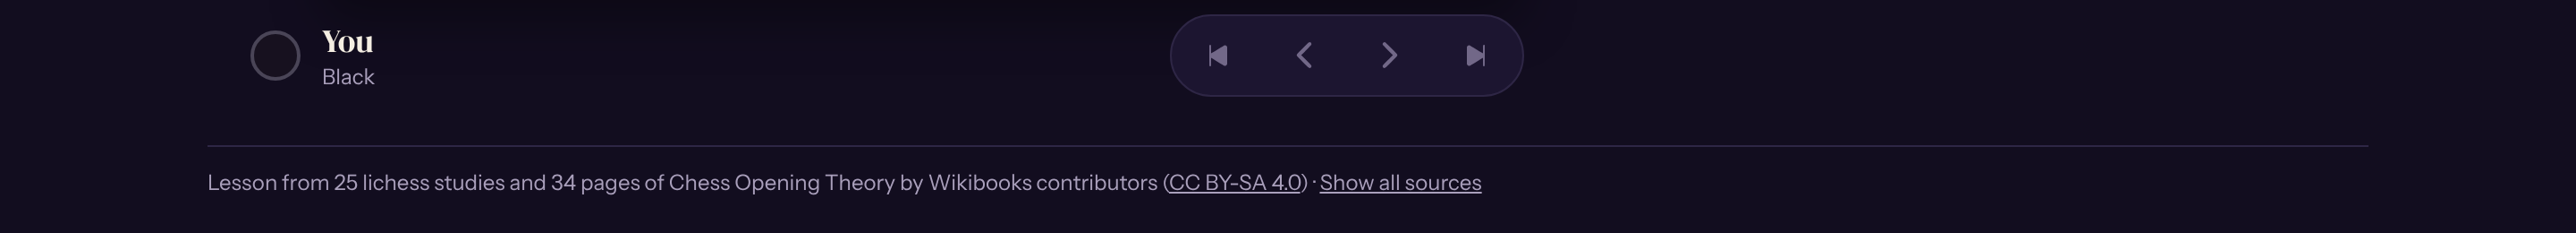 You
Black
Lesson from 25 lichess studies and 34 pages of Chess Opening Theory by Wikibooks contributors (CC BY-SA 4.0) · Show all sources